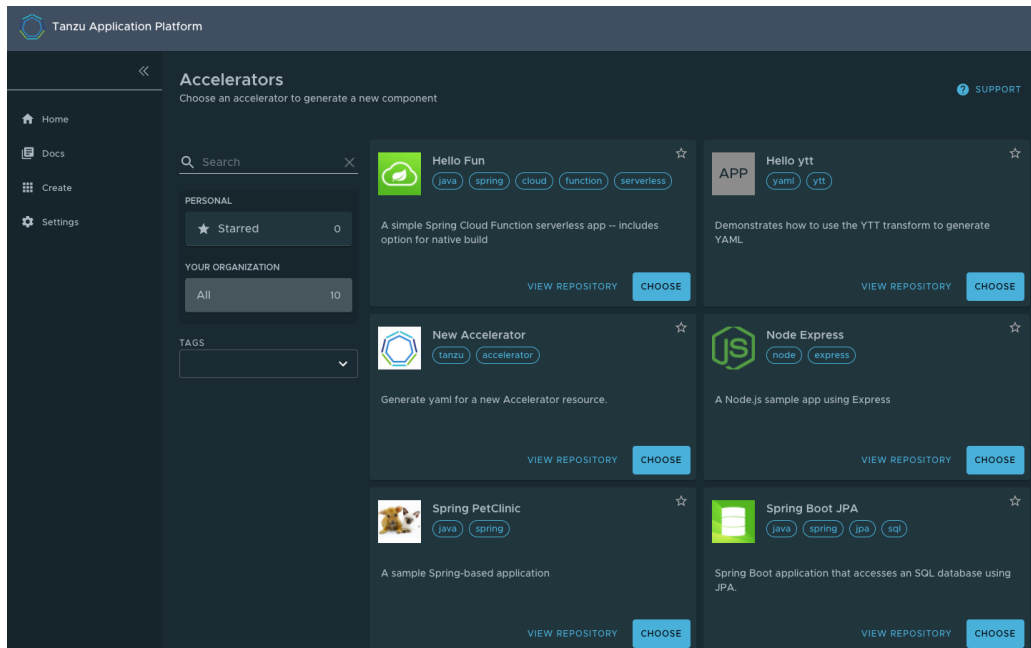 Tanzu Application Platform
Home
Docs
Create
Settings
Accelerators
Choose an accelerator to generate a new component
SUPPORT
Search
PERSONAL
Starred 0
YOUR ORGANIZATION
All 10
TAGS
Hello Fun
java spring cloud function serverless
A simple Spring Cloud Function serverless app -- includes
option for native build
VIEW REPOSITORY CHOOSE
APP
Hello ytt
yaml ytt
Demonstrates how to use the YTT transform to generate
YAML
VIEW REPOSITORY CHOOSE
New Accelerator
tanzu accelerator
Generate yaml for a new Accelerator resource.
VIEW REPOSITORY CHOOSE
JS
Node Express
node express
A Node.js sample app using Express
VIEW REPOSITORY CHOOSE
Spring PetClinic
java spring
A sample Spring-based application
VIEW REPOSITORY CHOOSE
Spring Boot JPA
java spring jpa sql
Spring Boot application that accesses an SQL database using
JPA.
VIEW REPOSITORY CHOOSE